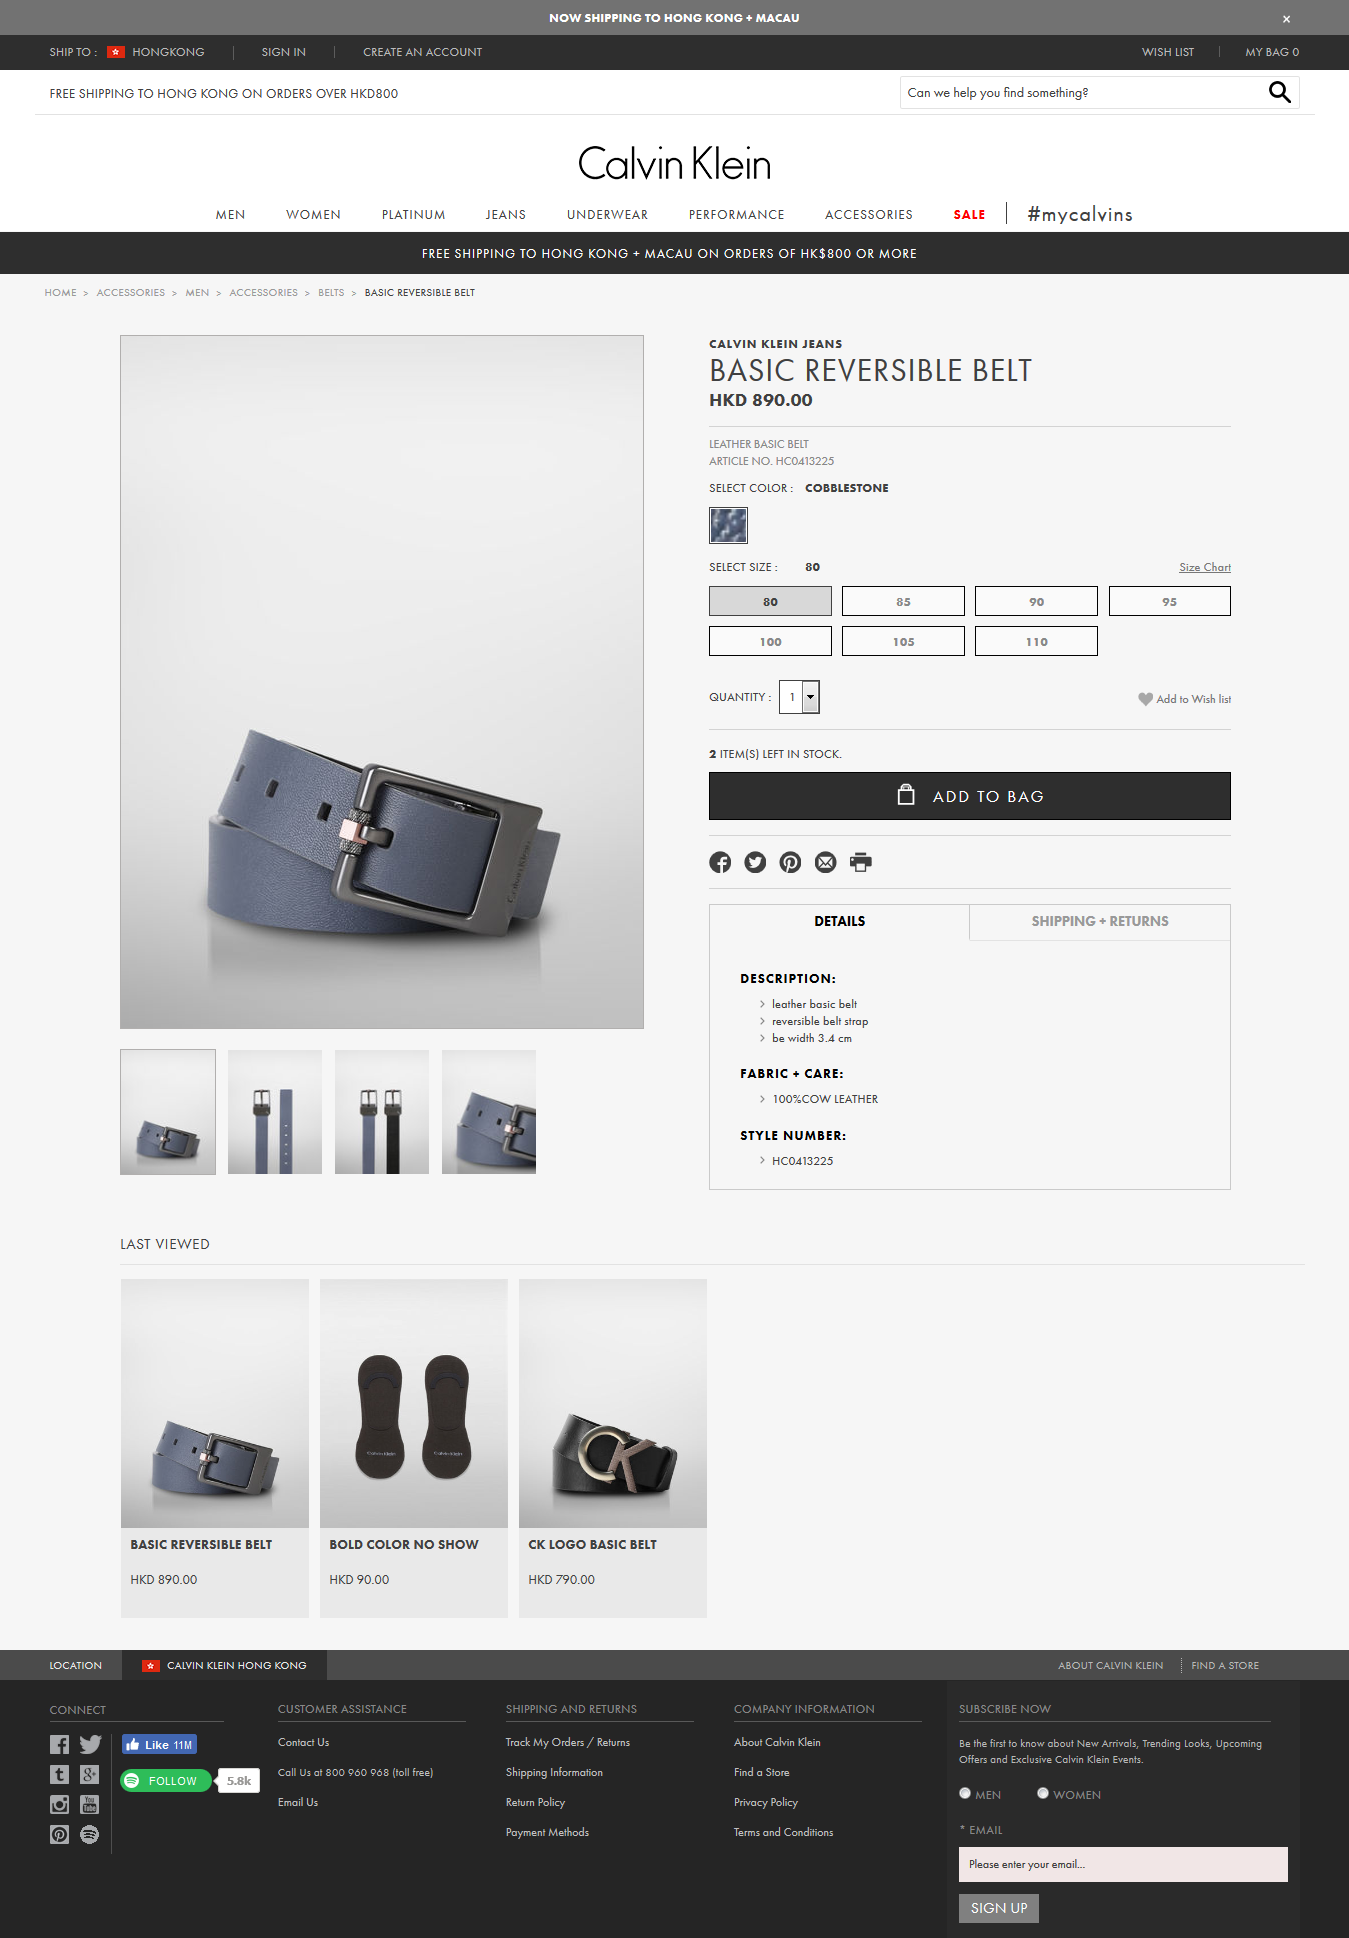 NOW SHIPPING TO HONG KONG + MACAU
×
SHIP TO : HONGKONG
SIGN IN
CREATE AN ACCOUNT
WISH LIST
MY BAG 0
FREE SHIPPING TO HONG KONG ON ORDERS OVER HKD800
Can we help you find something?
Calvin Klein
MEN WOMEN PLATINUM JEANS UNDERWEAR PERFORMANCE ACCESSORIES SALE #mycalvins
FREE SHIPPING TO HONG KONG + MACAU ON ORDERS OF HK$800 OR MORE
HOME > ACCESSORIES > MEN > ACCESSORIES > BELTS > BASIC REVERSIBLE BELT
CALVIN KLEIN JEANS
BASIC REVERSIBLE BELT
HKD 890.00
LEATHER BASIC BELT
ARTICLE NO. HC0413225
SELECT COLOR : COBBLESTONE
SELECT SIZE : 80
Size Chart
80 85 90 95
100 105 110
QUANTITY : 1
Add to Wish list
2 ITEM(S) LEFT IN STOCK.
ADD TO BAG
DETAILS
SHIPPING + RETURNS
DESCRIPTION:
> leather basic belt
> reversible belt strap
> be width 3.4 cm
FABRIC + CARE:
> 100%COW LEATHER
STYLE NUMBER:
> HC0413225
Calvin Klein
LAST VIEWED
Calvin Klein Calvin Klein
CK
BASIC REVERSIBLE BELT
HKD 890.00
BOLD COLOR NO SHOW
HKD 90.00
CK LOGO BASIC BELT
HKD 790.00
LOCATION
CALVIN KLEIN HONG KONG
ABOUT CALVIN KLEIN
FIND A STORE
CONNECT
Like 11M
FOLLOW 5.8k
You Tube
CUSTOMER ASSISTANCE
Contact Us
Call Us at 800 960 968 (toll free)
Email Us
SHIPPING AND RETURNS
Track My Orders / Returns
Shipping Information
Return Policy
Payment Methods
COMPANY INFORMATION
About Calvin Klein
Find a Store
Privacy Policy
Terms and Conditions
SUBSCRIBE NOW
Be the first to know about New Arrivals, Trending Looks, Upcoming
Offers and Exclusive Calvin Klein Events.
MEN WOMEN
* EMAIL
Please enter your email...
SIGN UP